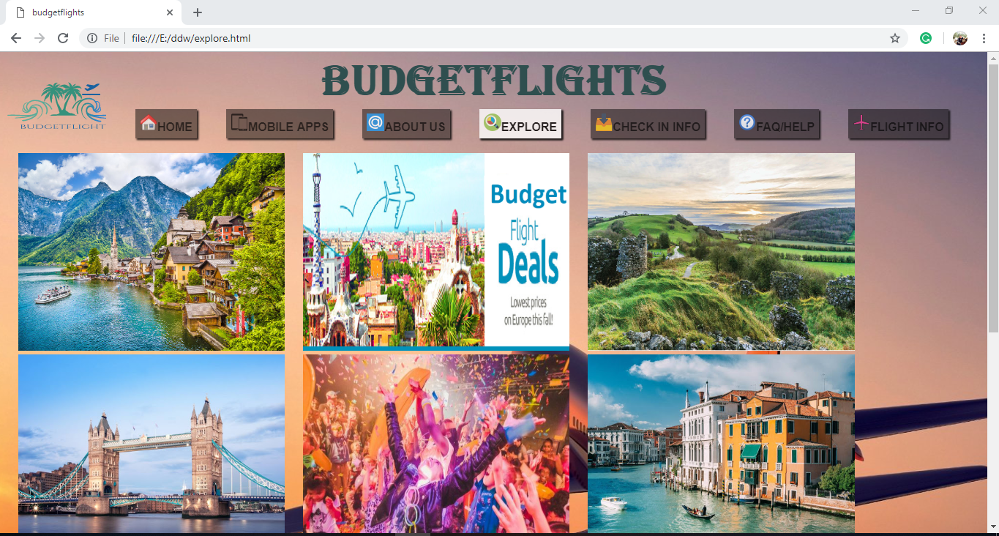 budgetflights
File
file:///E:/ddw/explore.html
BUDGETFLIGHTS
BUDGETFLIGHT
HOME
MOBILE APPS
@ABOUT US
EXPLORE
CHECK IN INFO
?FAQ/HELP
FLIGHT INFO
Budget
Flight
Deals
Lowest prices
on Europe this fall!